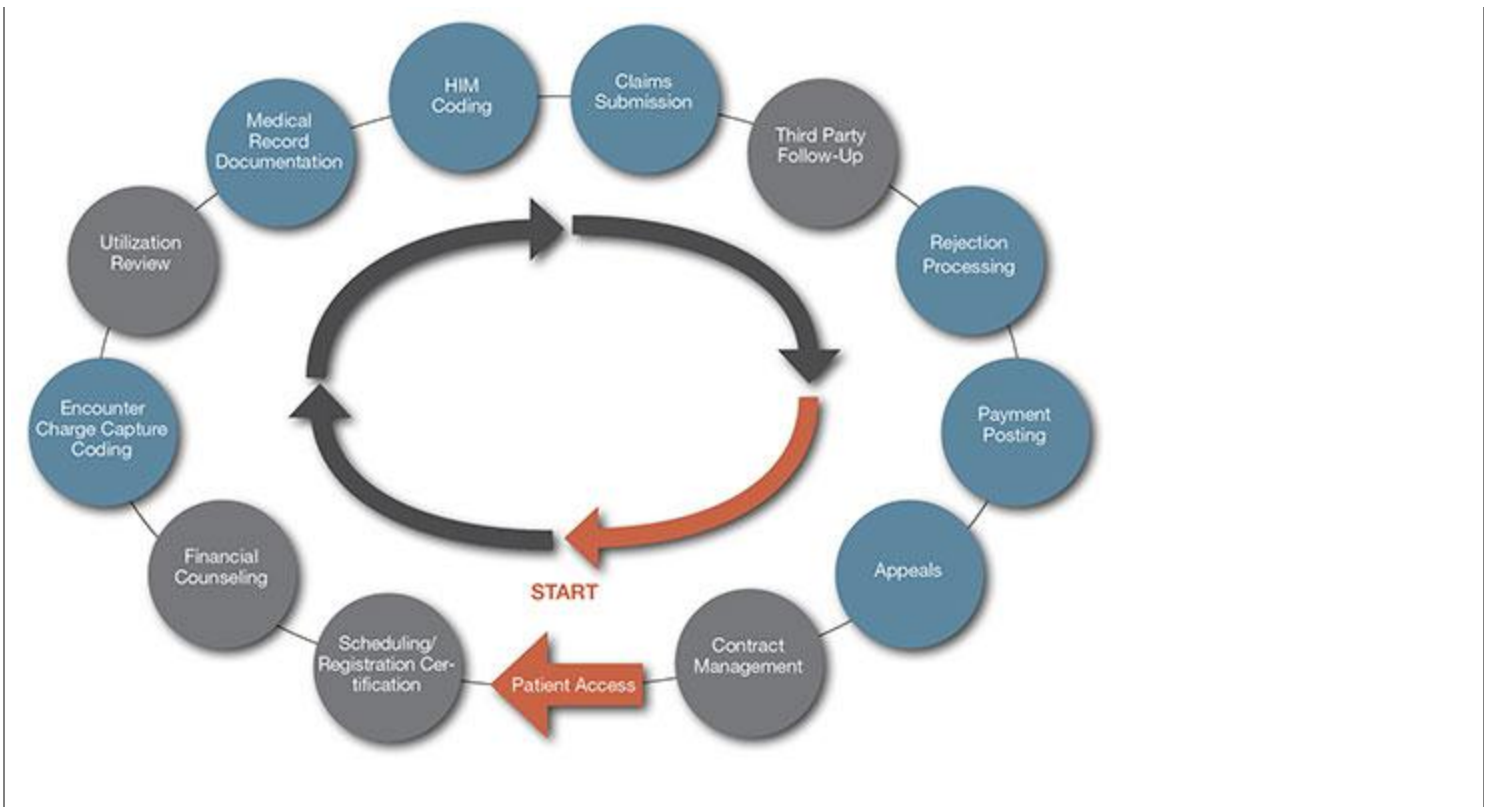 HIM
Coding
Claims
Submission
Medical
Record
Documentation
Third Party
Follow-Up
Utilization
Review
Rejection
Processing
Encounter
Charge Capture
Coding
Payment
Posting
Financial
Counseling
Appeals
START
Scheduling/
Registration Cer-
tification
Patient Access
Contract
Management